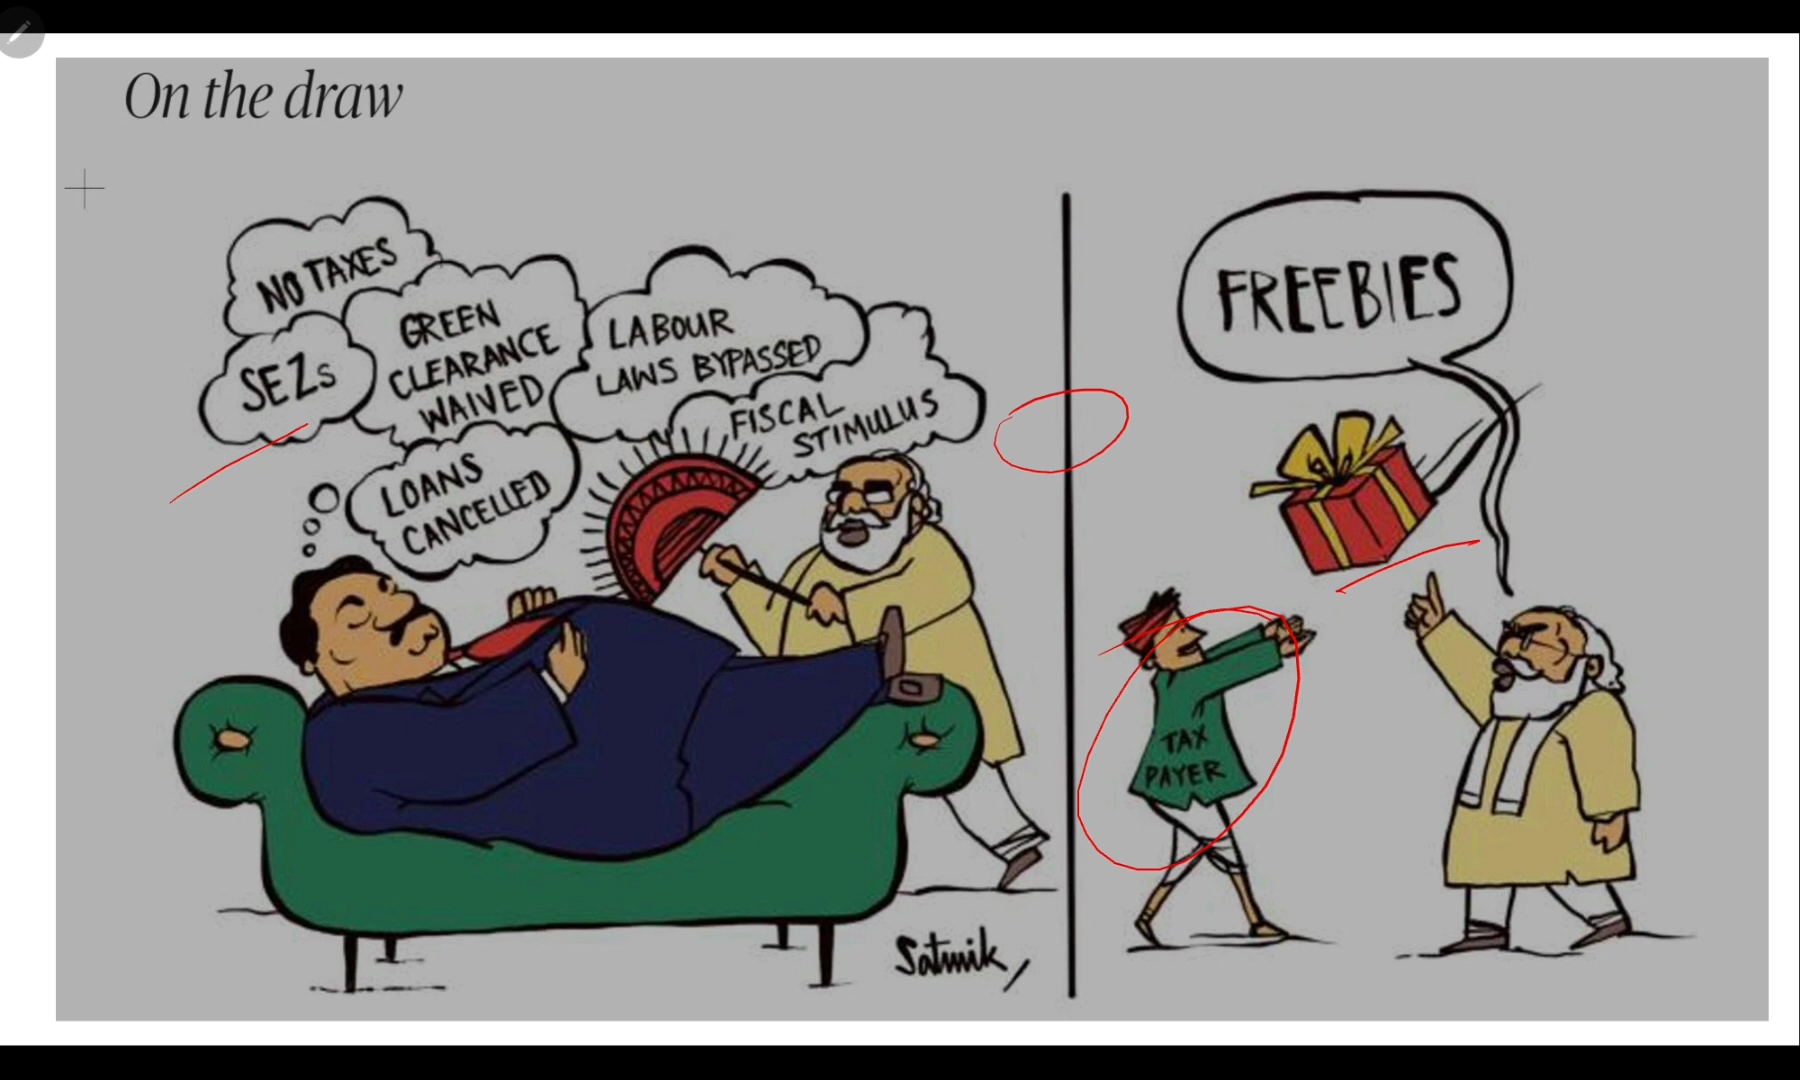 On the draw
NO TAXES
SEZs
GREEN
CLEARANCE
WAIVED
LABOUR
LAWS BYPASSED
FISCAL
STIMULUS
LOANS
CANCELLED
Satwik
FREEBIES
TAX
PAYER